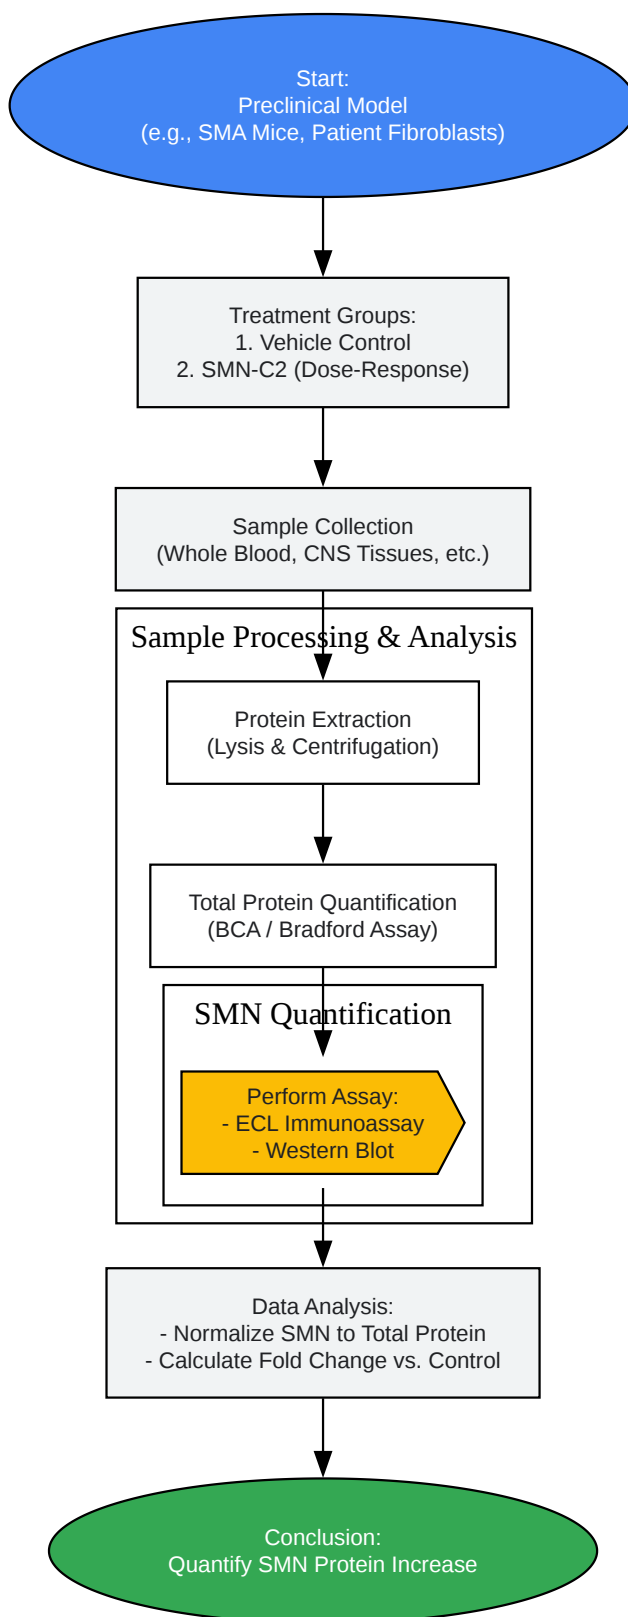 Start:
Preclinical Model
(e.g., SMA Mice, Patient Fibroblasts)
Treatment Groups:
1. Vehicle Control
2. SMN-C2 (Dose-Response)
Sample Collection
(Whole Blood, CNS Tissues, etc.)
Sample Processing & Analysis
Protein Extraction
(Lysis & Centrifugation)
Total Protein Quantification
(BCA / Bradford Assay)
SMN Quantification
Perform Assay:
- ECL Immunoassay
- Western Blot
Data Analysis:
- Normalize SMN to Total Protein
- Calculate Fold Change vs. Control
Conclusion:
Quantify SMN Protein Increase